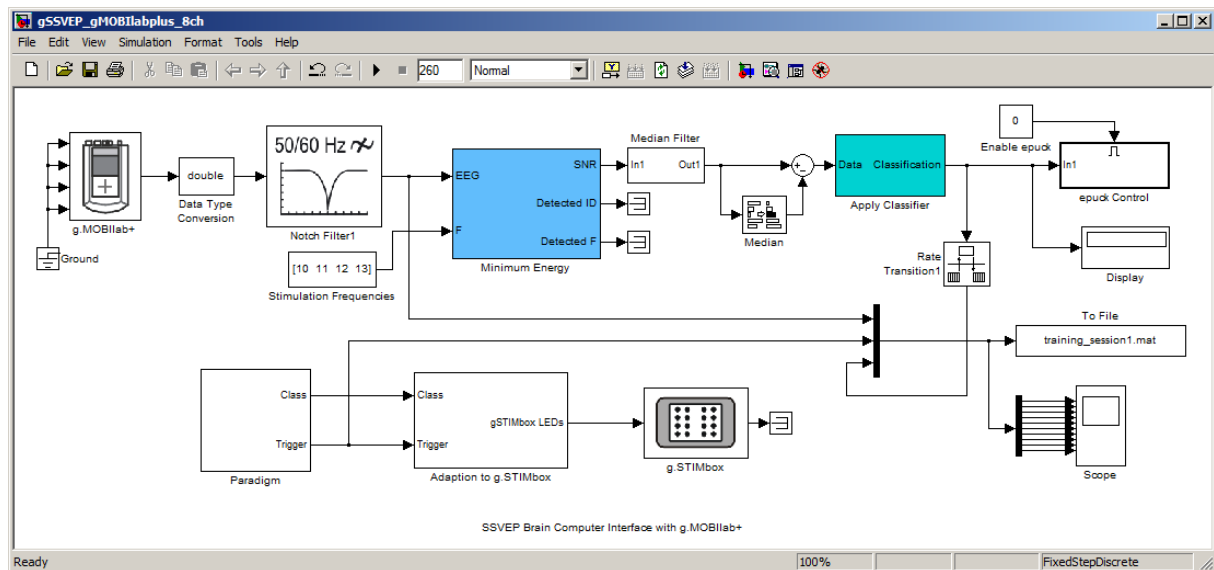 gSSVEP_gMOBIlabplus_8ch
File Edit View Simulation Format Tools Help
260 Normal
g.MOBIlab+
Ground
double
Data Type
Conversion
50/60 Hz
Notch Filter1
[10 11 12 13]
Stimulation Frequencies
EEG
F
SNR
Detected ID
Detected F
Minimum Energy
Median Filter
In1 Out1
Median
+
-
Data Classification
Apply Classifier
0
Enable epuck
In1
epuck Control
Rate
Transition1
Display
To File
training_session1.mat
Class
Trigger
Paradigm
Class
Trigger
gSTIMbox LEDs
Adaption to g.STIMbox
g.STIMbox
Scope
SSVEP Brain Computer Interface with g.MOBIlab+
Ready 100% FixedStepDiscrete